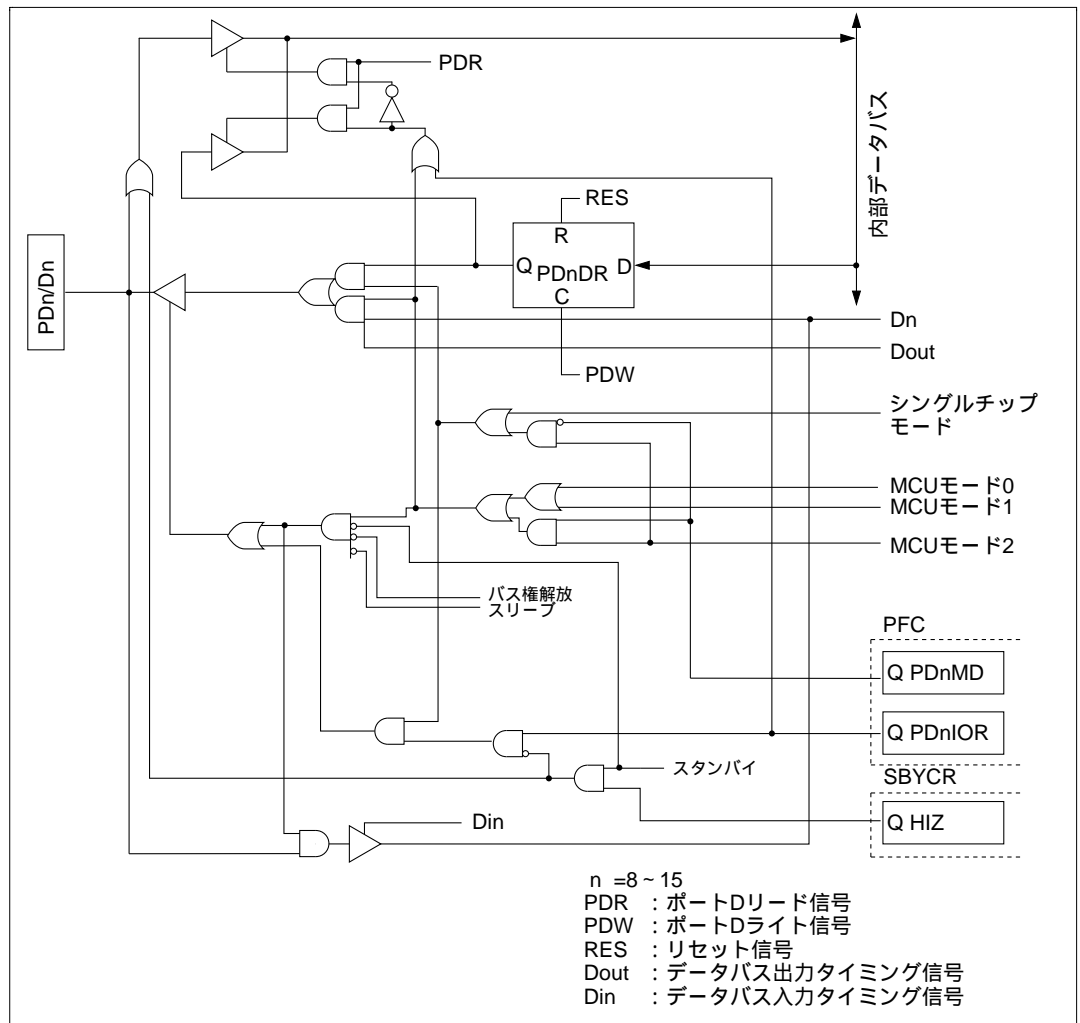 PDR
内部データバス
RES
R
Q PDnDR D
C
PDn/Dn
Dn
Dout
PDW
シングルチップ
モード
MCUモード0
MCUモード1
MCUモード2
バス権解放
スリープ
PFC
Q PDnMD
Q PDnIOR
スタンバイ
SBYCR
Q HIZ
Din
n =8～15
PDR :ポートDリード信号
PDW :ポートDライト信号
RES :リセット信号
Dout :データバス出力タイミング信号
Din :データバス入力タイミング信号